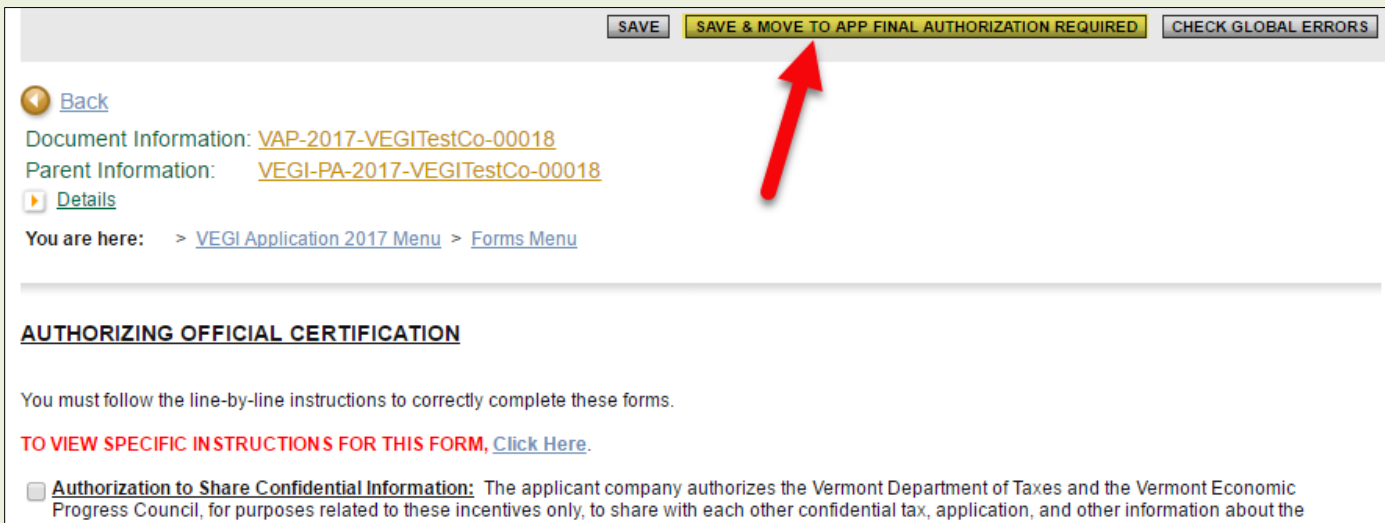 SAVE SAVE & MOVE TO APP FINAL AUTHORIZATION REQUIRED CHECK GLOBAL ERRORS
Back
Document Information: VAP-2017-VEGITestCo-00018
Parent Information: VEGI-PA-2017-VEGITestCo-00018
Details
You are here: > VEGI Application 2017 Menu > Forms Menu
AUTHORIZING OFFICIAL CERTIFICATION
You must follow the line-by-line instructions to correctly complete these forms.
TO VIEW SPECIFIC INSTRUCTIONS FOR THIS FORM, Click Here.
Authorization to Share Confidential Information: The applicant company authorizes the Vermont Department of Taxes and the Vermont Economic
Progress Council, for purposes related to these incentives only, to share with each other confidential tax, application, and other information about the